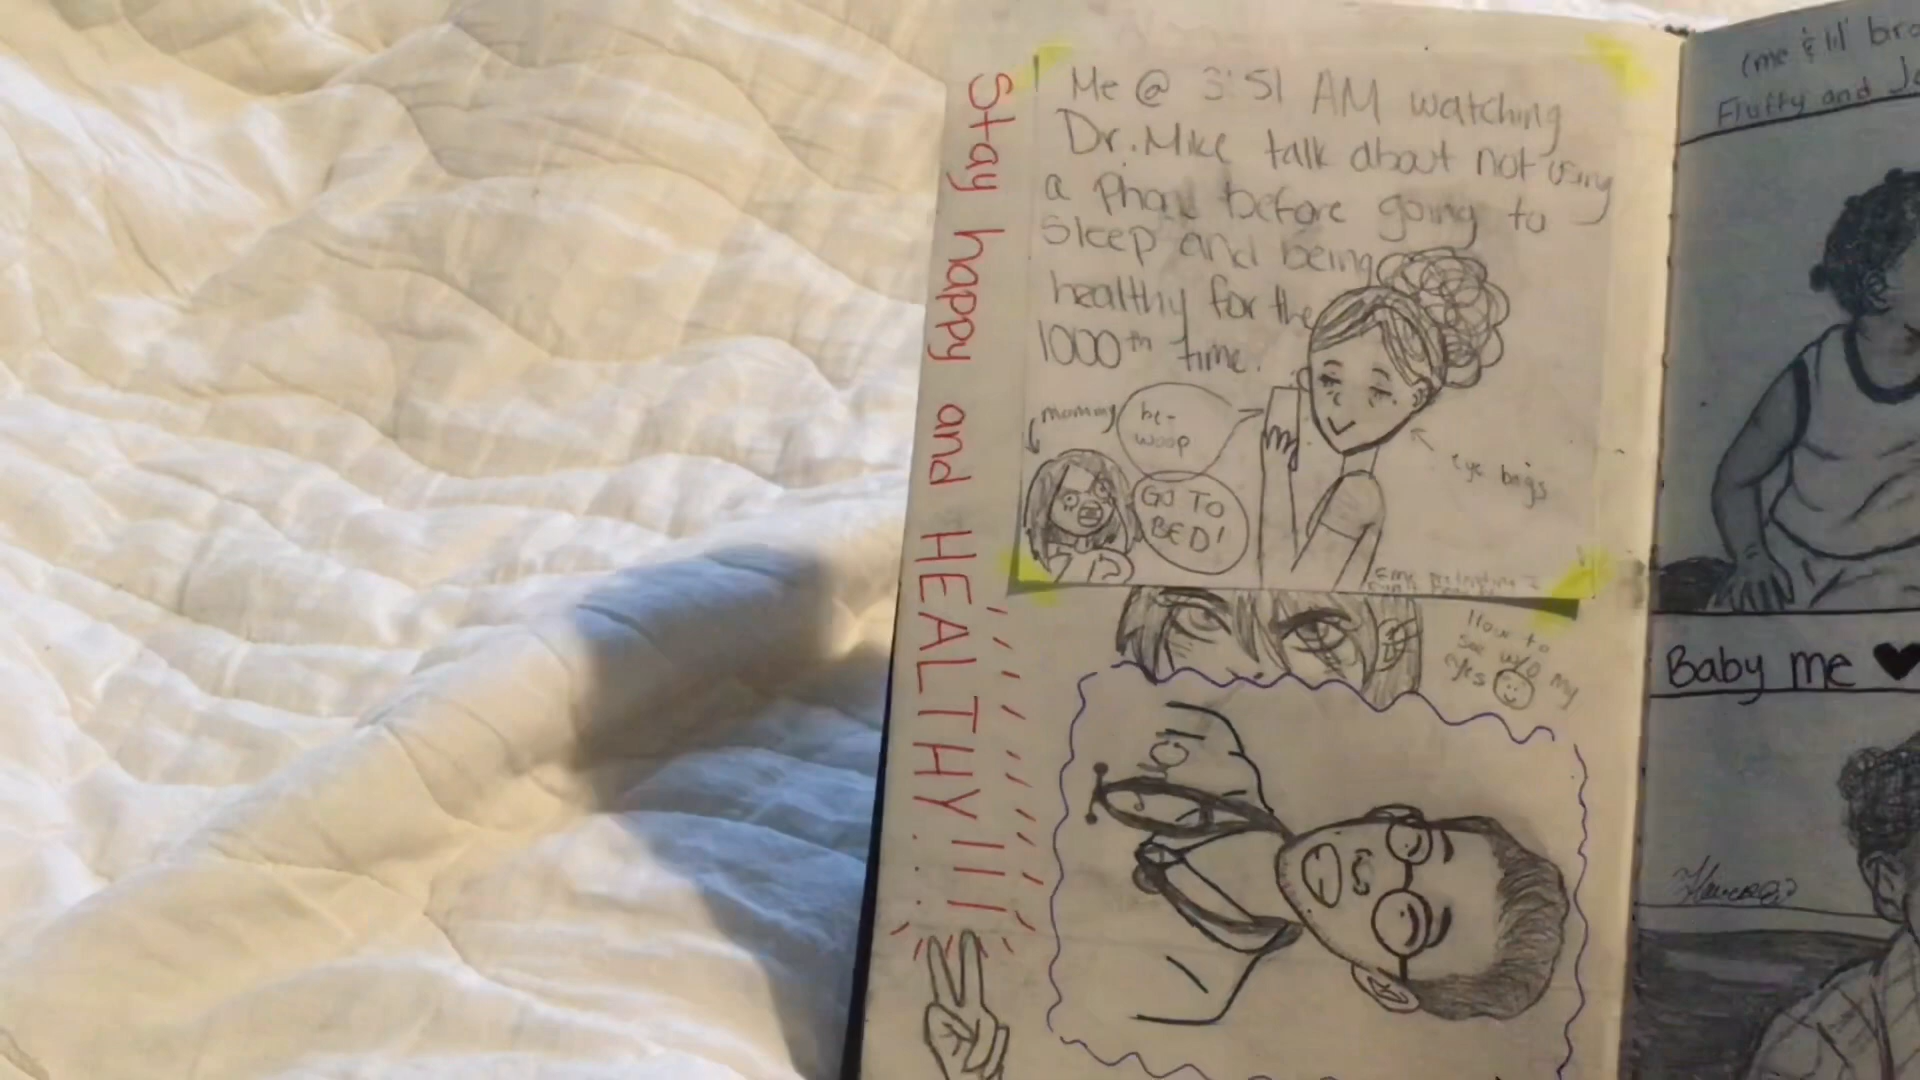 Stay happy and HEALTHY...!!!
Me @ 3:51 AM watching
Dr. Mike talk about not using
a phone before going to
sleep and being
healthy for the
1000th time.
mommy
be-
woop
GO TO
BED!
eye bags
How to
see w/o my
eyes
(me & lil' bro
Fluffy and
Baby me